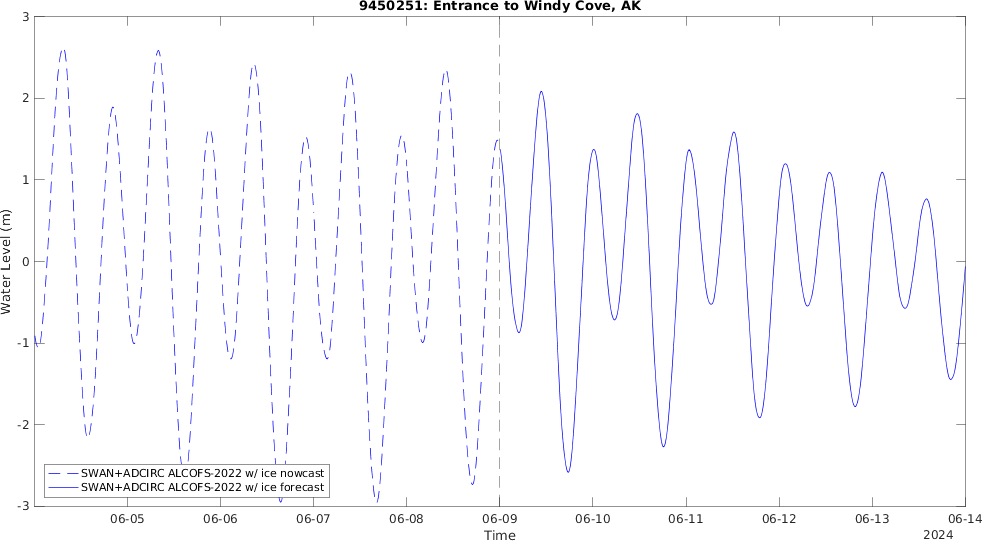 9450251: Entrance to Windy Cove, AK
3
2
1
0
-1
-2
-3
Water Level (m)
SWAN+ADCIRC ALCOFS-2022 w/ ice nowcast
SWAN+ADCIRC ALCOFS-2022 w/ ice forecast
06-05 06-06 06-07 06-08 06-09 06-10 06-11 06-12 06-13 06-14
Time
2024